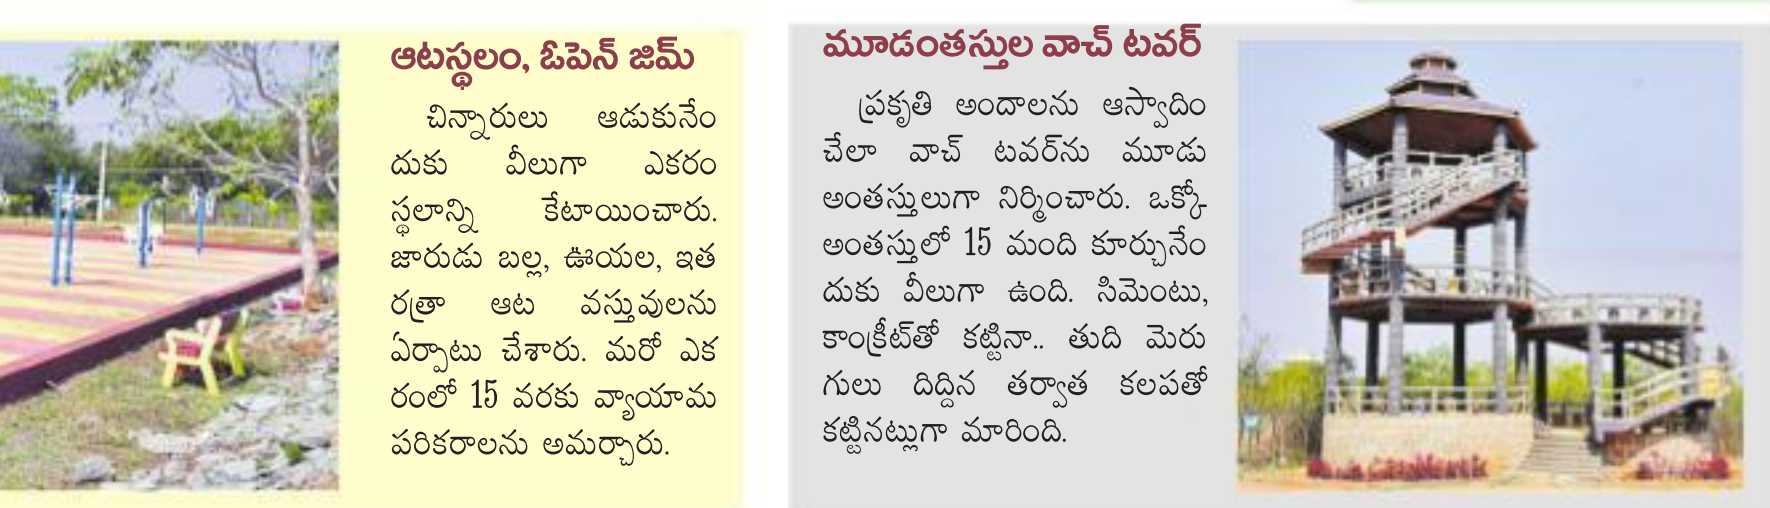 ఆటస్థలం, ఓపెన్ జిమ్
చిన్నారులు ఆడుకునేం
దుకు వీలుగా ఎకరం
స్థలాన్ని కేటాయించారు.
జారుడు బల్ల, ఊయల, ఇత
రత్రా ఆట వస్తువులను
ఏర్పాటు చేశారు. మరో ఎక
రంలో 15 వరకు వ్యాయామ
పరికరాలను అమర్చారు.
మూడంతస్తుల వాచ్ టవర్
ప్రకృతి అందాలను ఆస్వాదిం
చేలా వాచ్ టవర్‌ను మూడు
అంతస్తులుగా నిర్మించారు. ఒక్కో
అంతస్తులో 15 మంది కూర్చునేం
దుకు వీలుగా ఉంది. సిమెంటు,
కాంక్రీట్‌తో కట్టినా.. తుది మెరు
గులు దిద్దిన తర్వాత కలపతో
కట్టినట్లుగా మారింది.